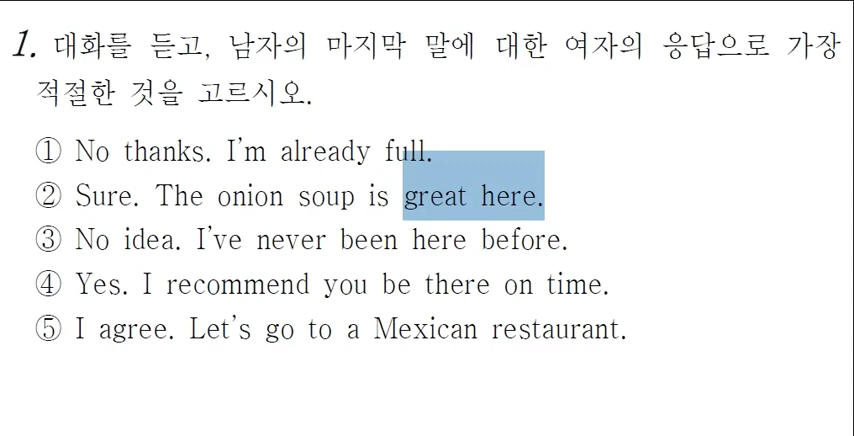 1. 대화를 듣고, 남자의 마지막 말에 대한 여자의 응답으로 가장
적절한 것을 고르시오.
① No thanks. I'm already full.
② Sure. The onion soup is great here.
③ No idea. I've never been here before.
④ Yes. I recommend you be there on time.
⑤ I agree. Let's go to a Mexican restaurant.